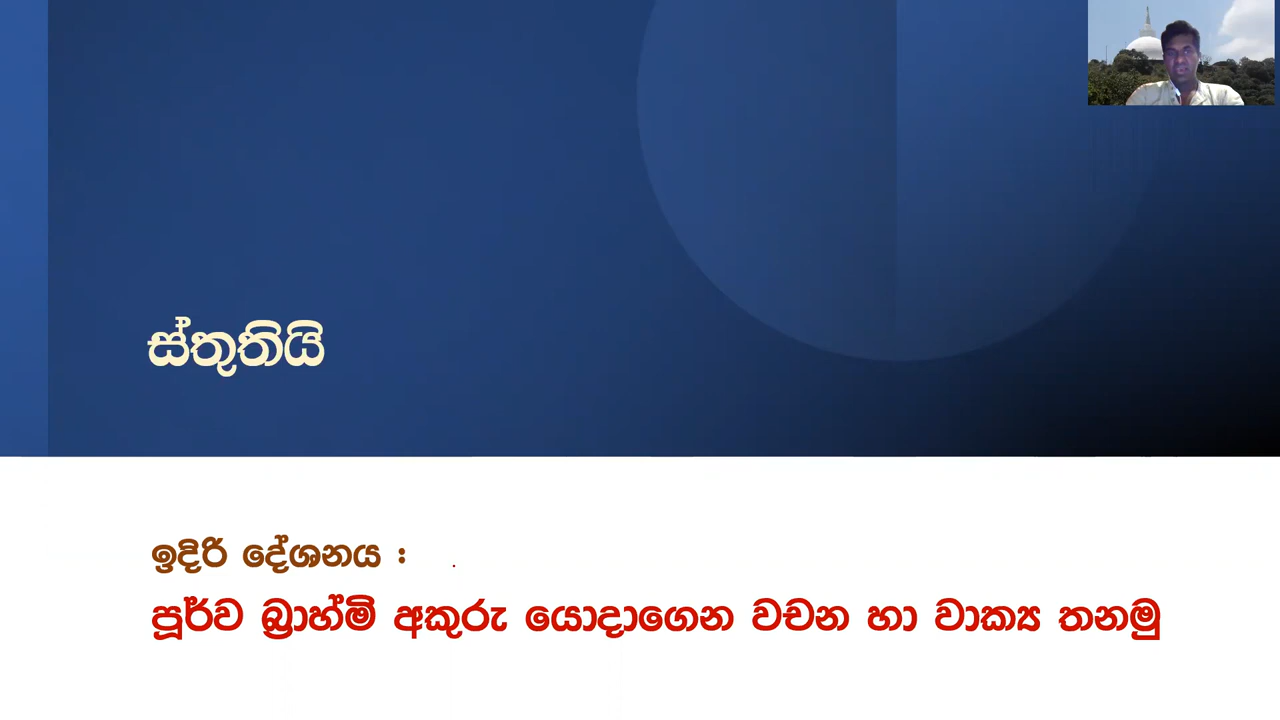 ස්තුතියි
ඉදිරි දේශනය :
පූර්ව බ්‍රාහ්මි අකුරු යොදාගෙන වචන හා වාක්‍ය තනමු